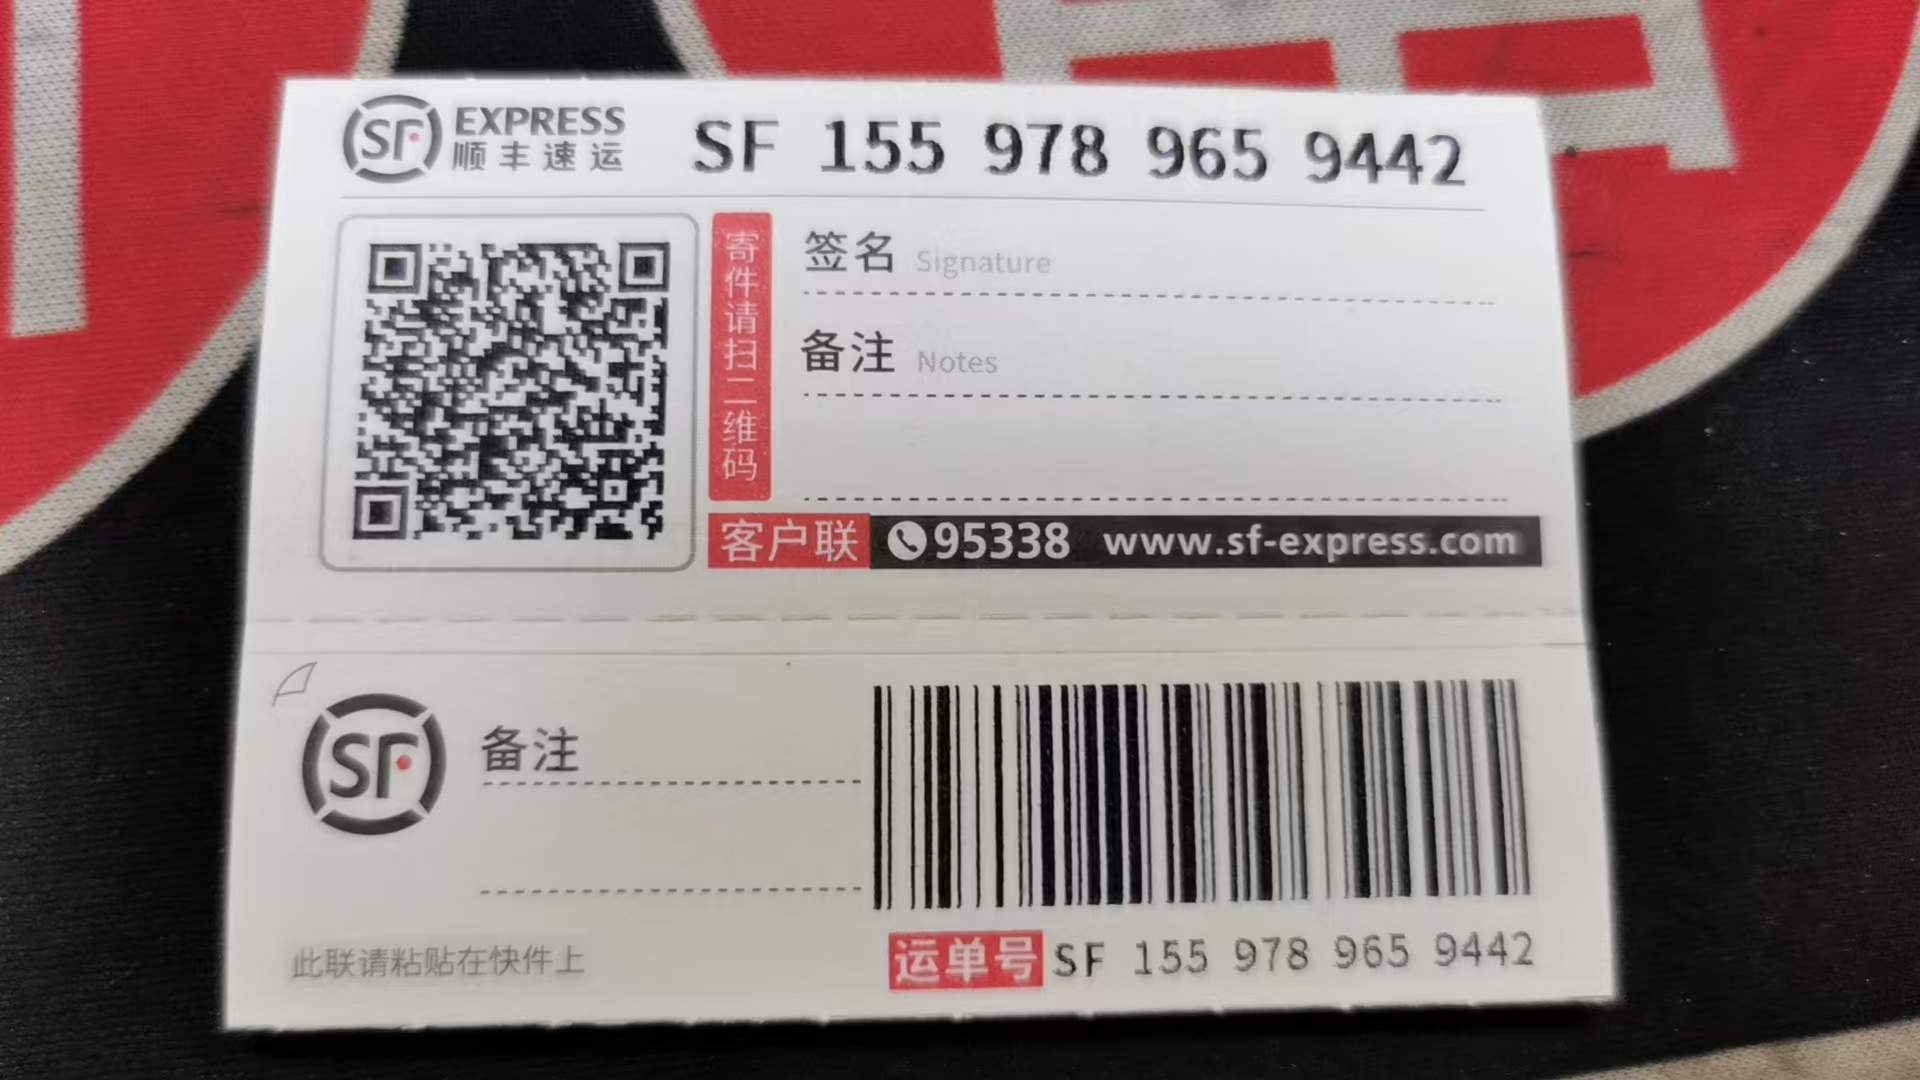 SF EXPRESS
顺丰速运
SF 155 978 965 9442
寄件请扫二维码
签名 Signature
备注 Notes
客户联 95338 www.sf-express.com
SF
备注
此联请粘贴在快件上
运单号 SF 155 978 965 9442